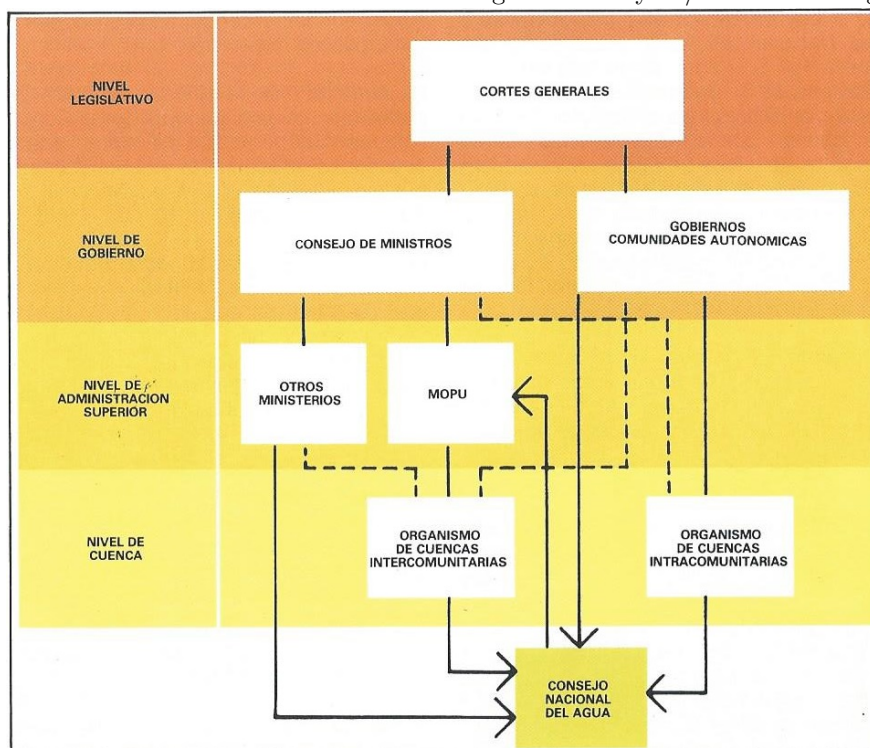 NIVEL
LEGISLATIVO
CORTES GENERALES
NIVEL DE
GOBIERNO
CONSEJO DE MINISTROS
GOBIERNOS
COMUNIDADES AUTONOMICAS
NIVEL DE
ADMINISTRACION
SUPERIOR
OTROS
MINISTERIOS
MOPU
NIVEL DE
CUENCA
ORGANISMO
DE CUENCAS
INTERCOMUNITARIAS
ORGANISMO
DE CUENCAS
INTRACOMUNITARIAS
CONSEJO
NACIONAL
DEL AGUA